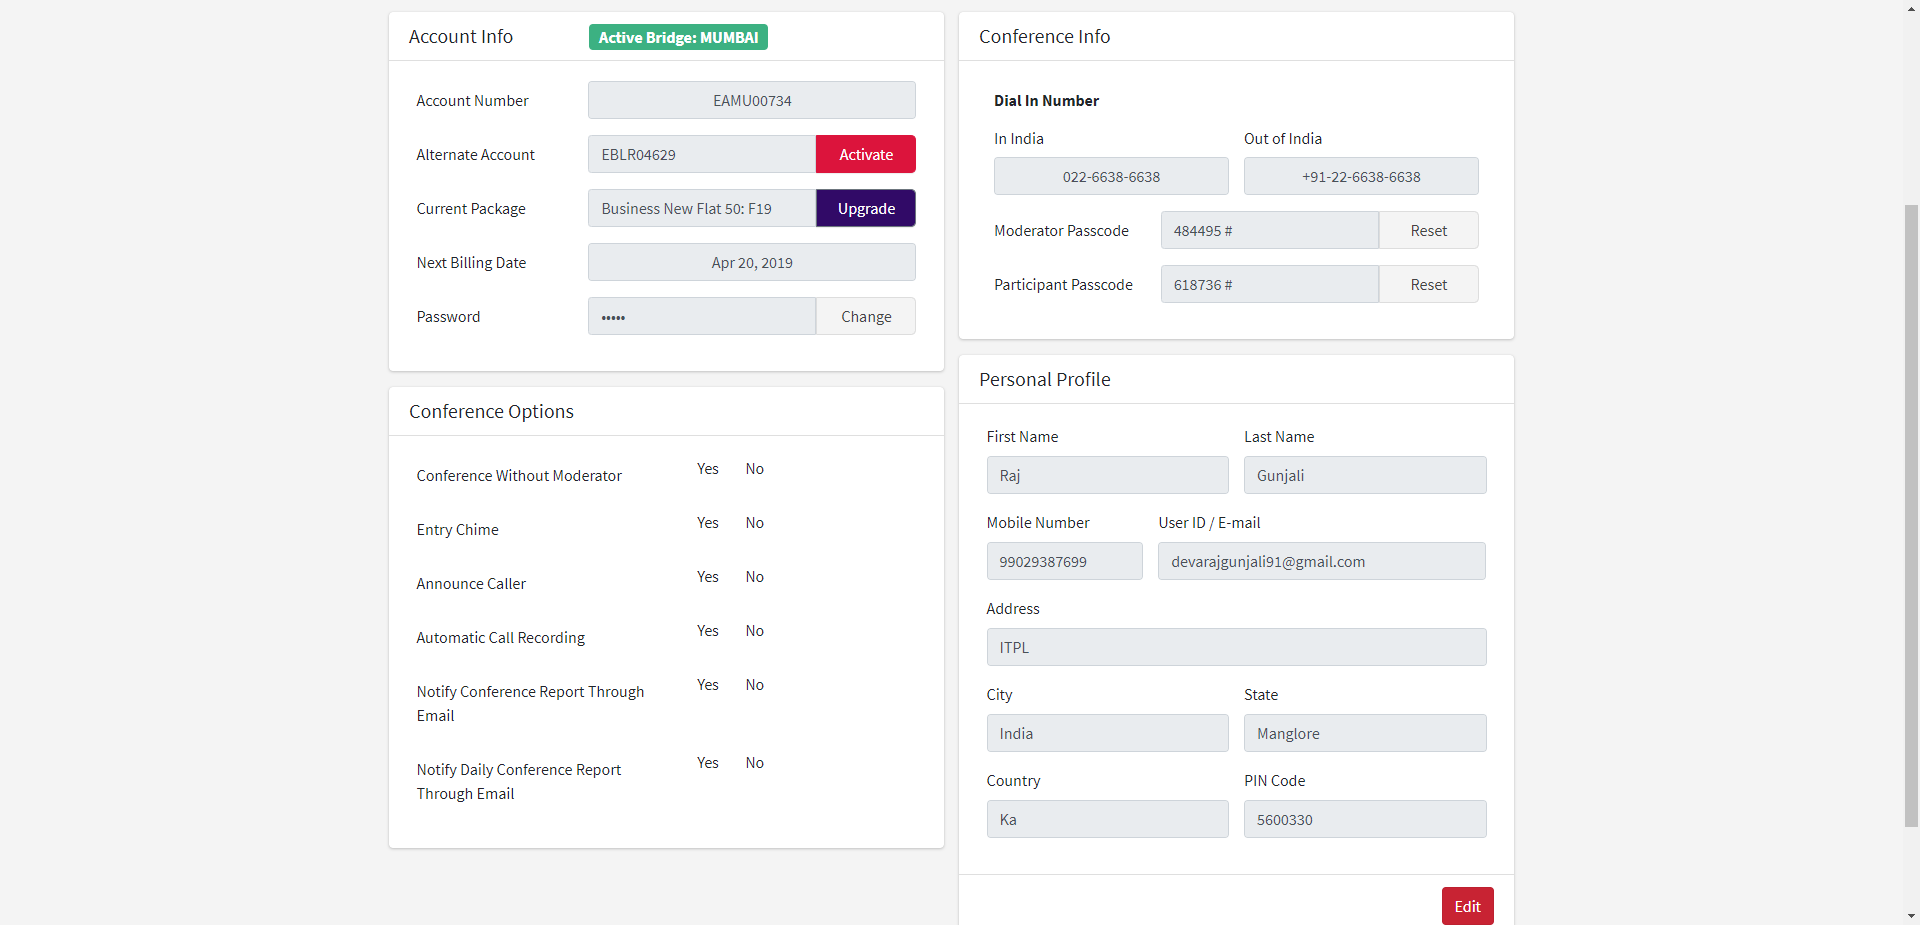 Account Info
Active Bridge: MUMBAI
Account Number
EAMU00734
Alternate Account
EBLR04629
Activate
Current Package
Business New Flat 50: F19
Upgrade
Next Billing Date
Apr 20, 2019
Password
•••••
Change
Conference Options
Conference Without Moderator
Yes No
Entry Chime
Yes No
Announce Caller
Yes No
Automatic Call Recording
Yes No
Notify Conference Report Through
Email
Yes No
Notify Daily Conference Report
Through Email
Yes No
Conference Info
Dial In Number
In India
Out of India
022-6638-6638
+91-22-6638-6638
Moderator Passcode
484495 #
Reset
Participant Passcode
618736 #
Reset
Personal Profile
First Name
Last Name
Raj
Gunjali
Mobile Number
User ID / E-mail
99029387699
devarajgunjali91@gmail.com
Address
ITPL
City
State
India
Manglore
Country
PIN Code
Ka
5600330
Edit